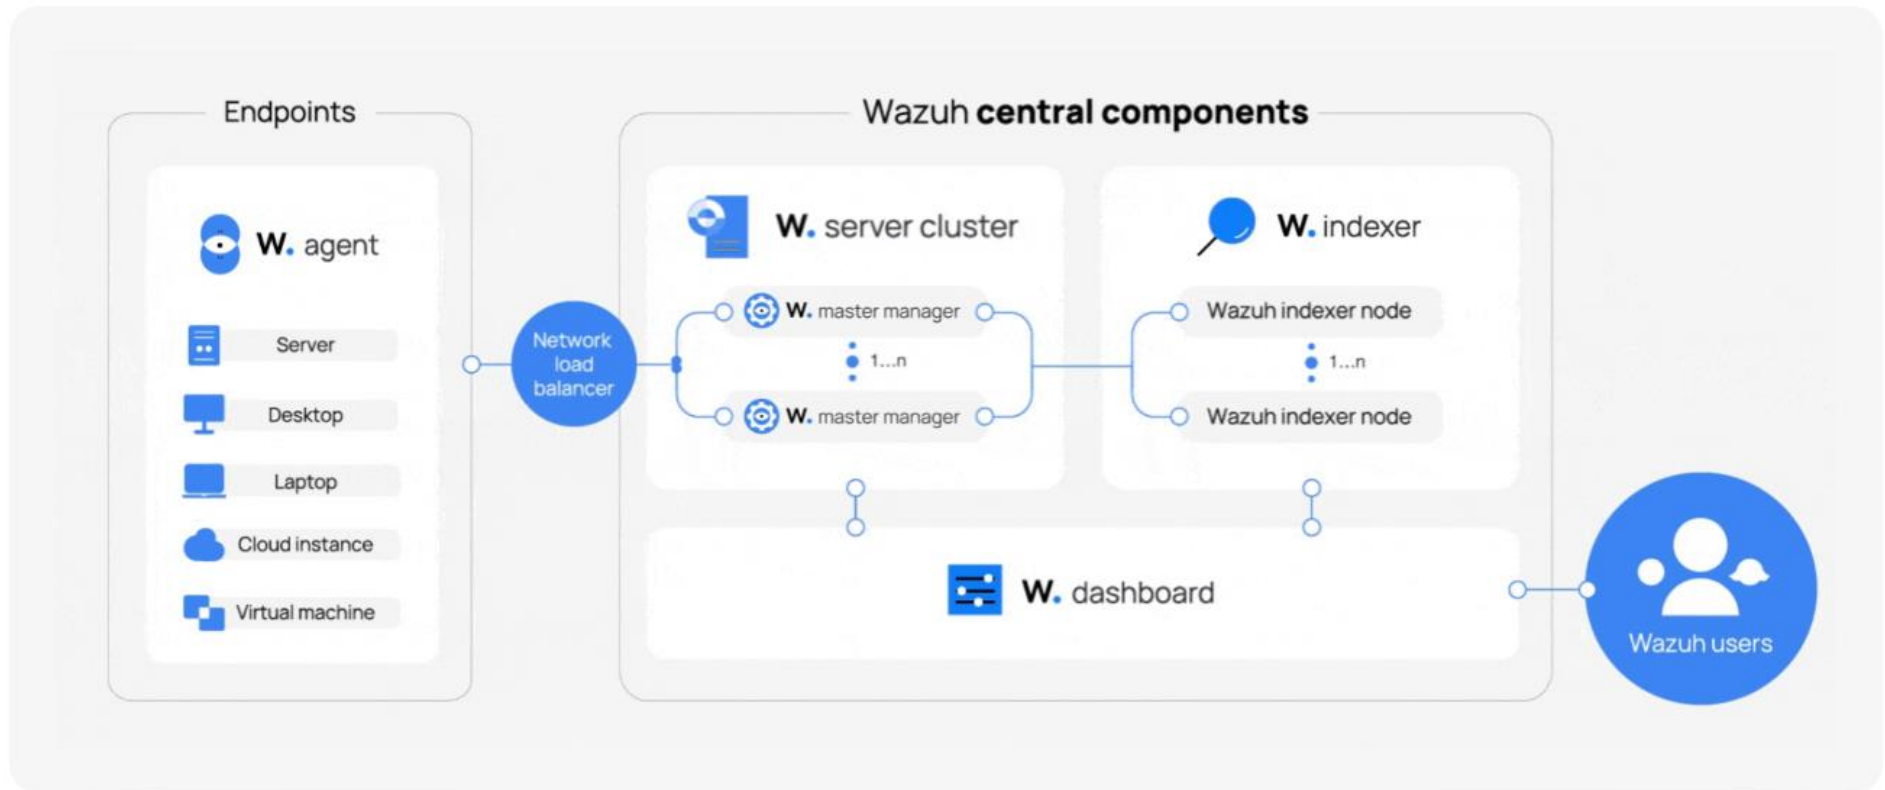 Endpoints
W. agent
Server
Desktop
Laptop
Cloud instance
Virtual machine
Network
load
balancer
Wazuh central components
W. server cluster
W. master manager
1...n
W. master manager
W. indexer
Wazuh indexer node
1...n
Wazuh indexer node
W. dashboard
Wazuh users